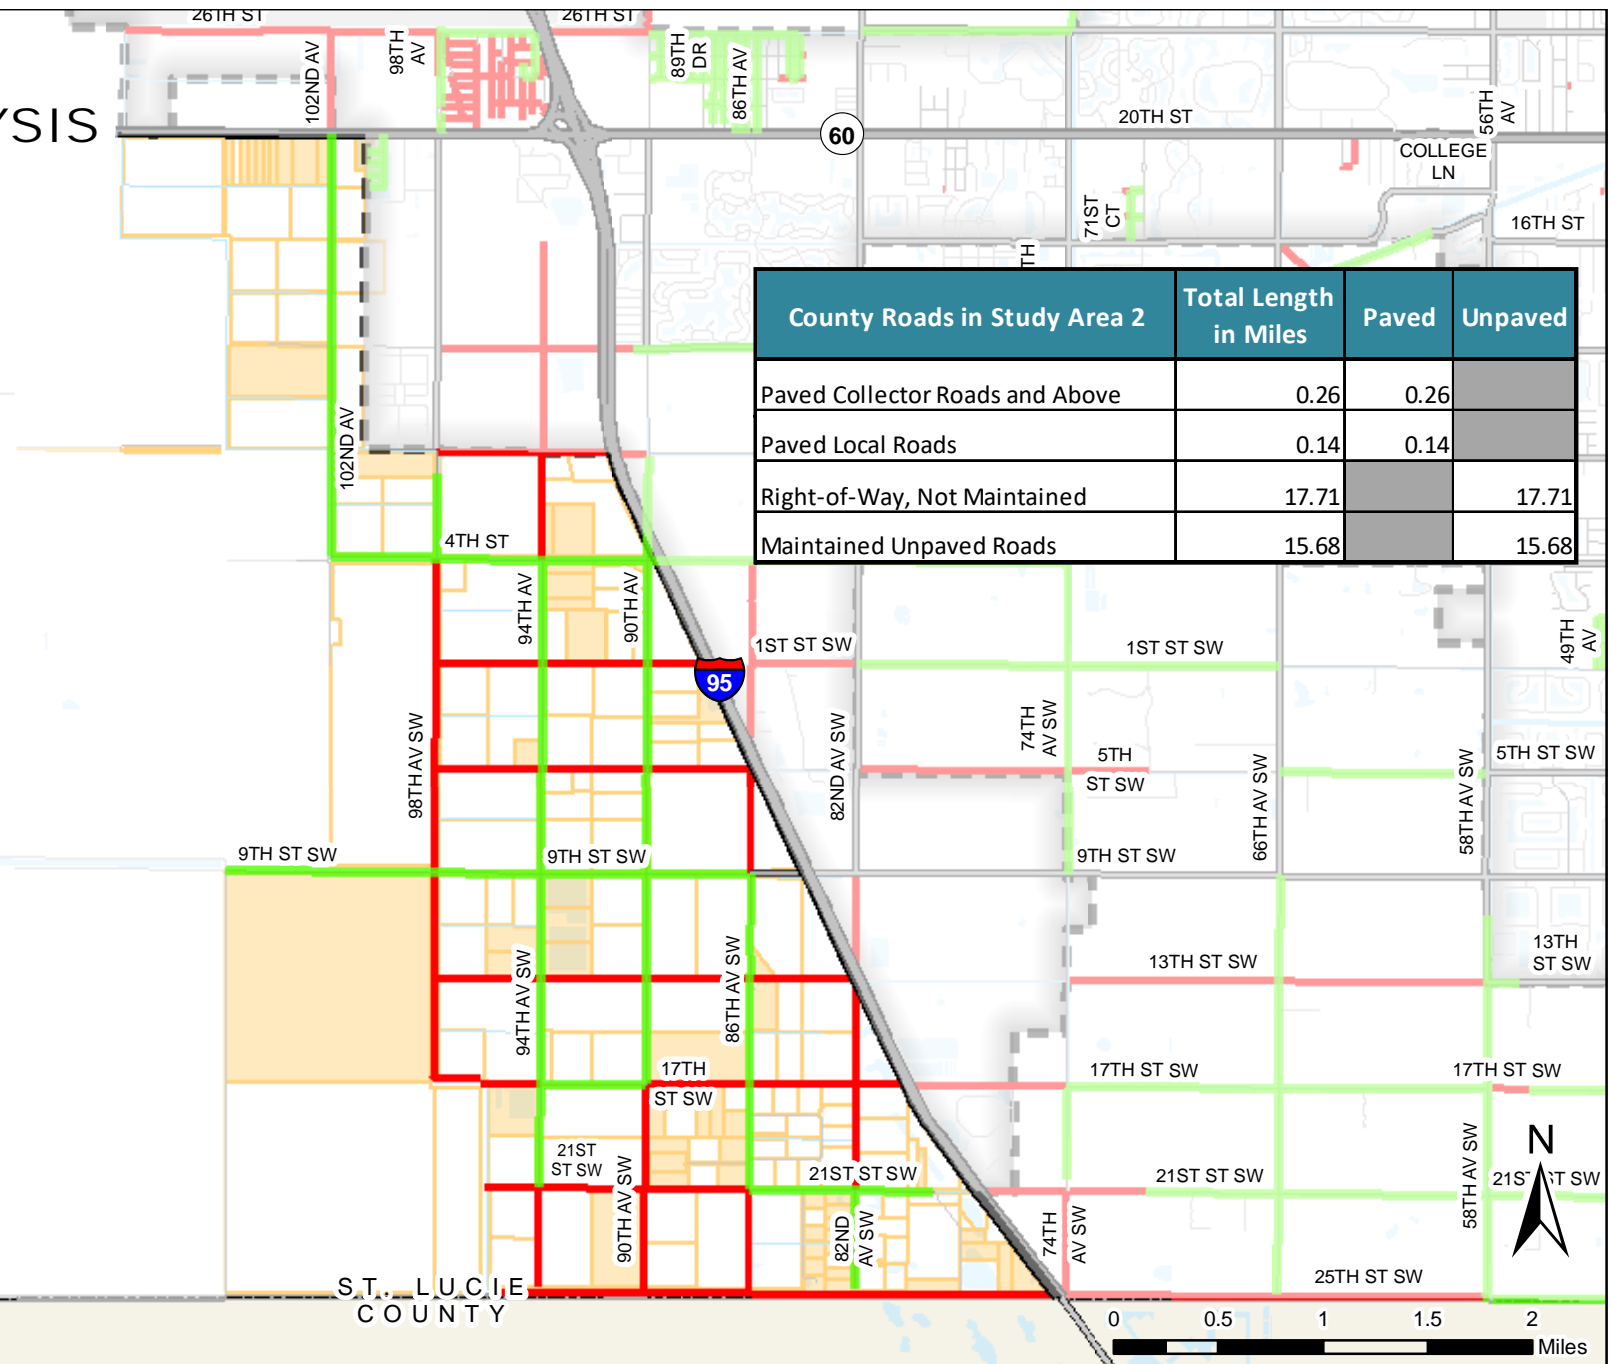 26TH ST
26TH ST
102ND AV
98TH
AV
89TH
DR
86TH AV
YSIS
60
20TH ST
56TH
AV
COLLEGE
LN
71ST
CT
16TH ST
TH
County Roads in Study Area 2
Total Length
in Miles
Paved
Unpaved
Paved Collector Roads and Above 0.26 0.26
Paved Local Roads 0.14 0.14
Right-of-Way, Not Maintained 17.71 17.71
Maintained Unpaved Roads 15.68 15.68
102ND AV
4TH ST
94TH AV
90TH AV
1ST ST SW
1ST ST SW
49TH
AV
95
98TH AV SW
82ND AV SW
74TH
AV SW
5TH
ST SW
66TH AV SW
58TH AV SW
5TH ST SW
9TH ST SW
9TH ST SW
9TH ST SW
94TH AV SW
86TH AV SW
13TH ST SW
13TH
ST SW
17TH
ST SW
17TH ST SW
17TH ST SW
21ST
ST SW
90TH AV SW
21ST ST SW
82ND
AV SW
74TH
AV SW
21ST ST SW
58TH AV SW
N
21ST ST SW
25TH ST SW
ST. LUCIE
COUNTY
0 0.5 1 1.5 2
Miles